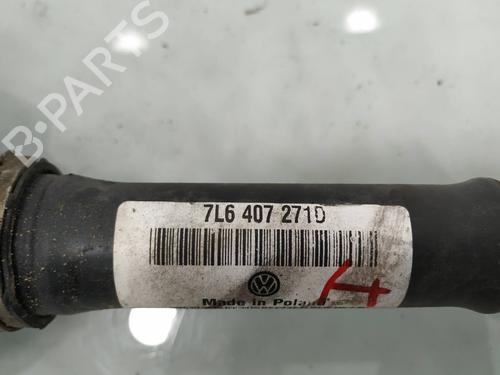 B-PARTS
7L6 407 271D
Made in Poland
H